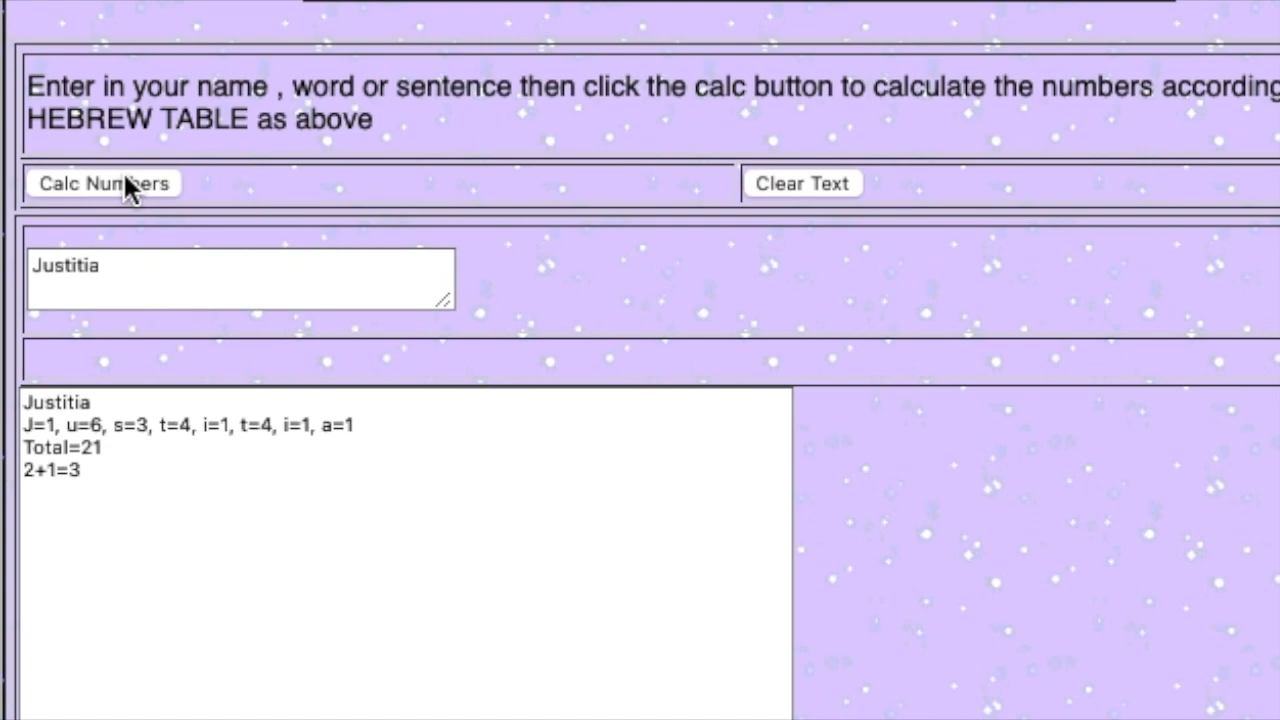 Enter in your name , word or sentence then click the calc button to calculate the numbers according
HEBREW TABLE as above
Calc Numbers
Clear Text
Justitia
Justitia
J=1, u=6, s=3, t=4, i=1, t=4, i=1, a=1
Total=21
2+1=3